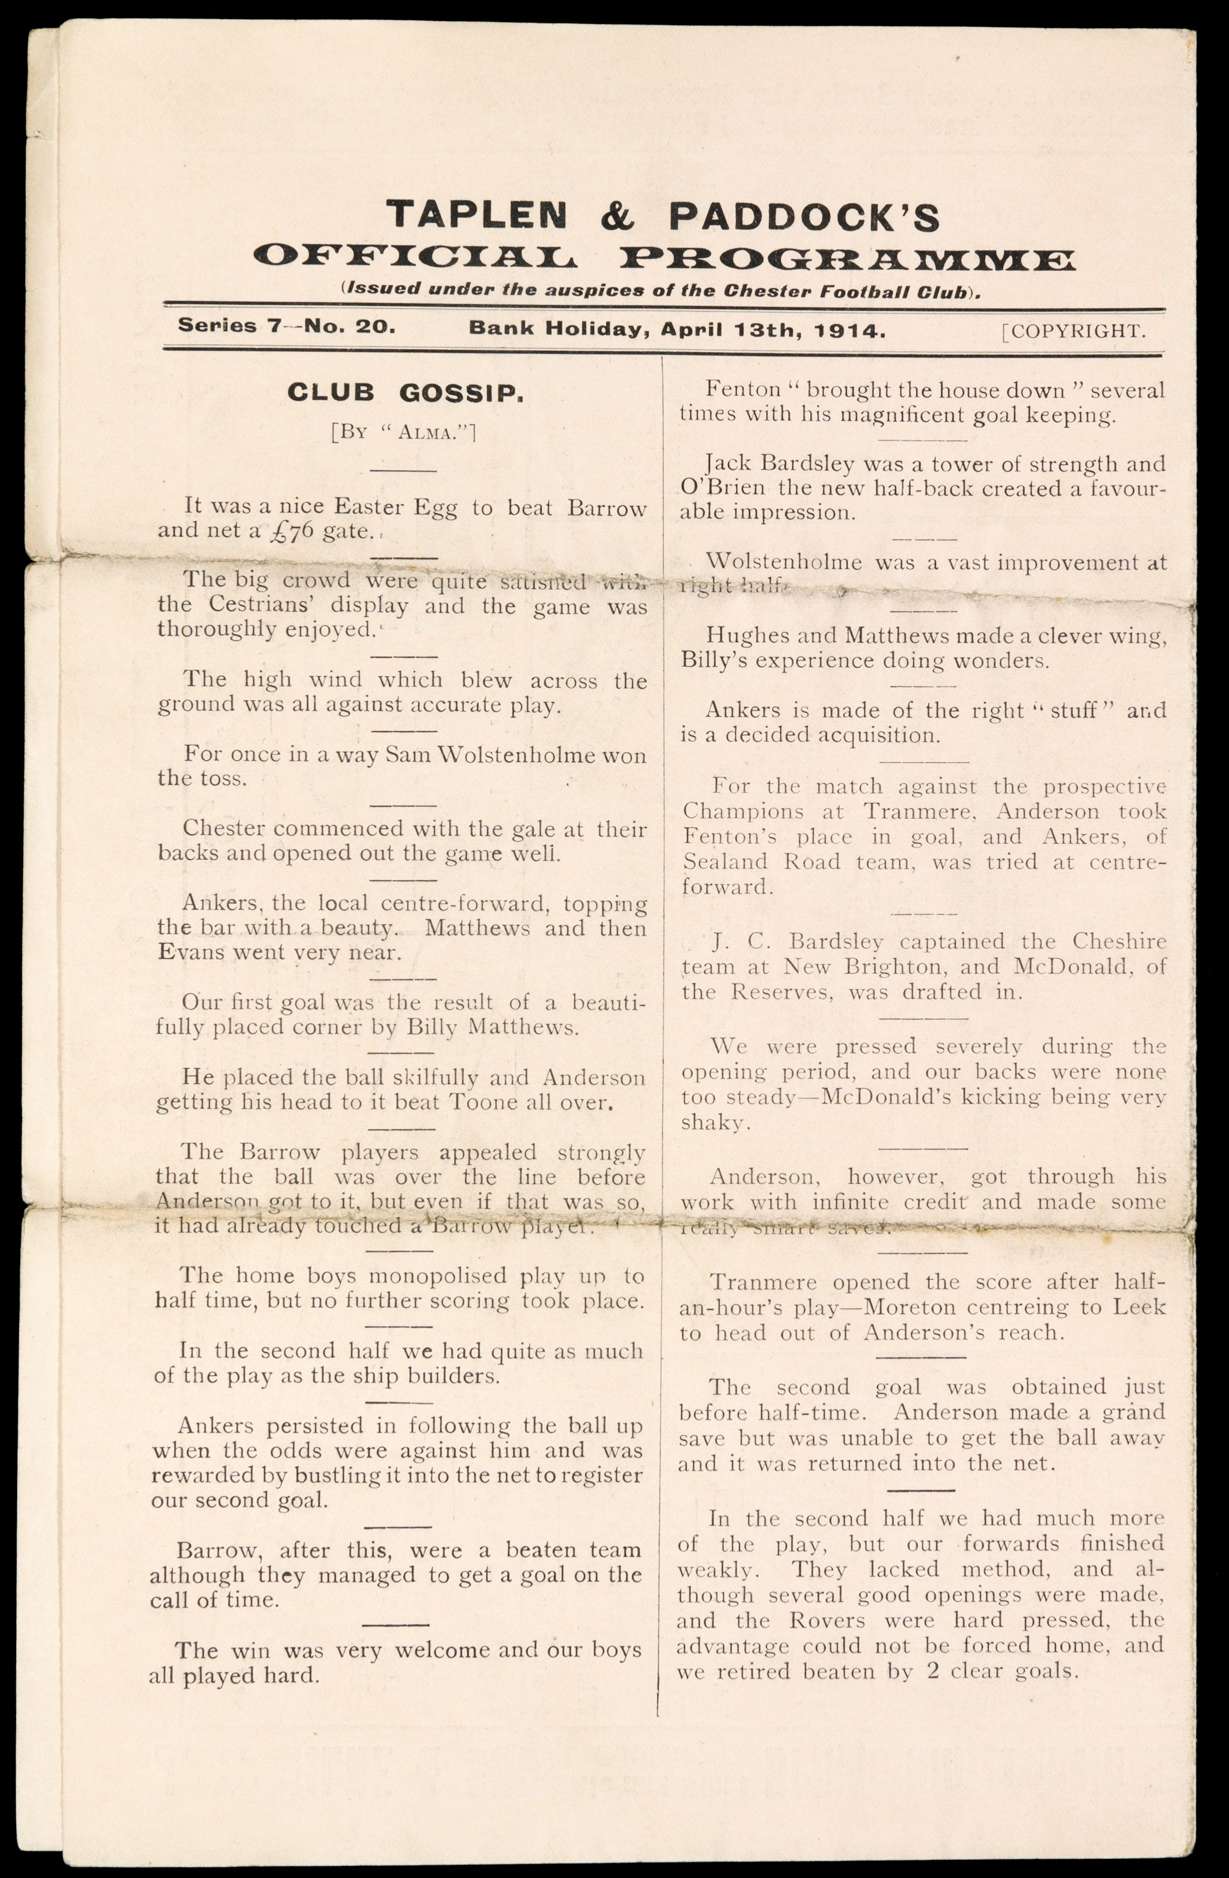 TAPLEN & PADDOCK'S
OFFICIAL PROGRAMME
(Issued under the auspices of the Chester Football Club).
Series 7—No. 20. Bank Holiday, April 13th, 1914. [COPYRIGHT.
CLUB GOSSIP.
[BY "ALMA."]
It was a nice Easter Egg to beat Barrow
and net a £76 gate.
The big crowd were quite satisfied with
the Cestrians' display and the game was
thoroughly enjoyed.
The high wind which blew across the
ground was all against accurate play.
For once in a way Sam Wolstenholme won
the toss.
Chester commenced with the gale at their
backs and opened out the game well.
Ankers, the local centre-forward, topping
the bar with a beauty. Matthews and then
Evans went very near.
Our first goal was the result of a beauti-
fully placed corner by Billy Matthews.
He placed the ball skilfully and Anderson
getting his head to it beat Toone all over.
The Barrow players appealed strongly
that the ball was over the line before
Anderson got to it, but even if that was so,
it had already touched a Barrow player.
The home boys monopolised play up to
half time, but no further scoring took place.
In the second half we had quite as much
of the play as the ship builders.
Ankers persisted in following the ball up
when the odds were against him and was
rewarded by bustling it into the net to register
our second goal.
Barrow, after this, were a beaten team
although they managed to get a goal on the
call of time.
The win was very welcome and our boys
all played hard.
Fenton "brought the house down" several
times with his magnificent goal keeping.
Jack Bardsley was a tower of strength and
O'Brien the new half-back created a favour-
able impression.
Wolstenholme was a vast improvement at
right half.
Hughes and Matthews made a clever wing,
Billy's experience doing wonders.
Ankers is made of the right "stuff" and
is a decided acquisition.
For the match against the prospective
Champions at Tranmere, Anderson took
Fenton's place in goal, and Ankers, of
Sealand Road team, was tried at centre-
forward.
J. C. Bardsley captained the Cheshire
team at New Brighton, and McDonald, of
the Reserves, was drafted in.
We were pressed severely during the
opening period, and our backs were none
too steady—McDonald's kicking being very
shaky.
Anderson, however, got through his
work with infinite credit and made some
really smart saves.
Tranmere opened the score after half-
an-hour's play—Moreton centreing to Leek
to head out of Anderson's reach.
The second goal was obtained just
before half-time. Anderson made a grand
save but was unable to get the ball away
and it was returned into the net.
In the second half we had much more
of the play, but our forwards finished
weakly. They lacked method, and al-
though several good openings were made,
and the Rovers were hard pressed, the
advantage could not be forced home, and
we retired beaten by 2 clear goals.